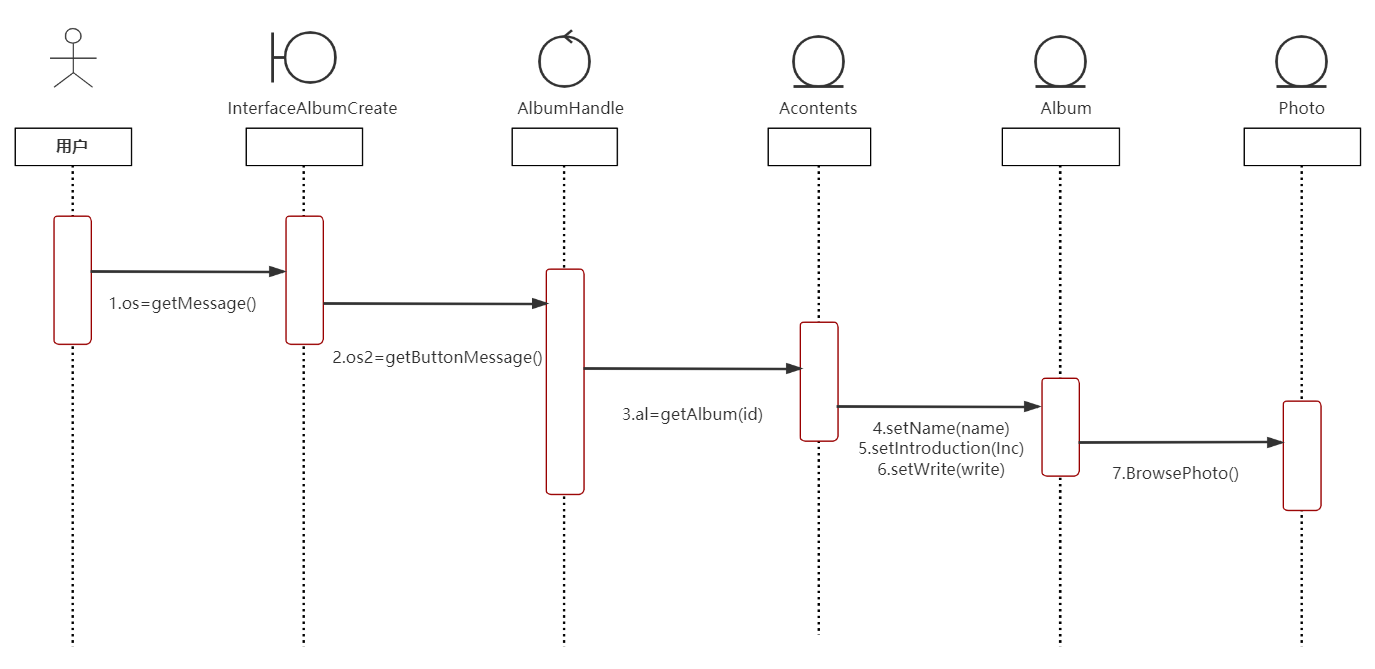 InterfaceAlbumCreate
AlbumHandle
Acontents
Album
Photo
用户
1.os=getMessage()
2.os2=getButtonMessage()
3.al=getAlbum(id)
4.setName(name)
5.setIntroduction(Inc)
6.setWrite(write)
7.BrowsePhoto()